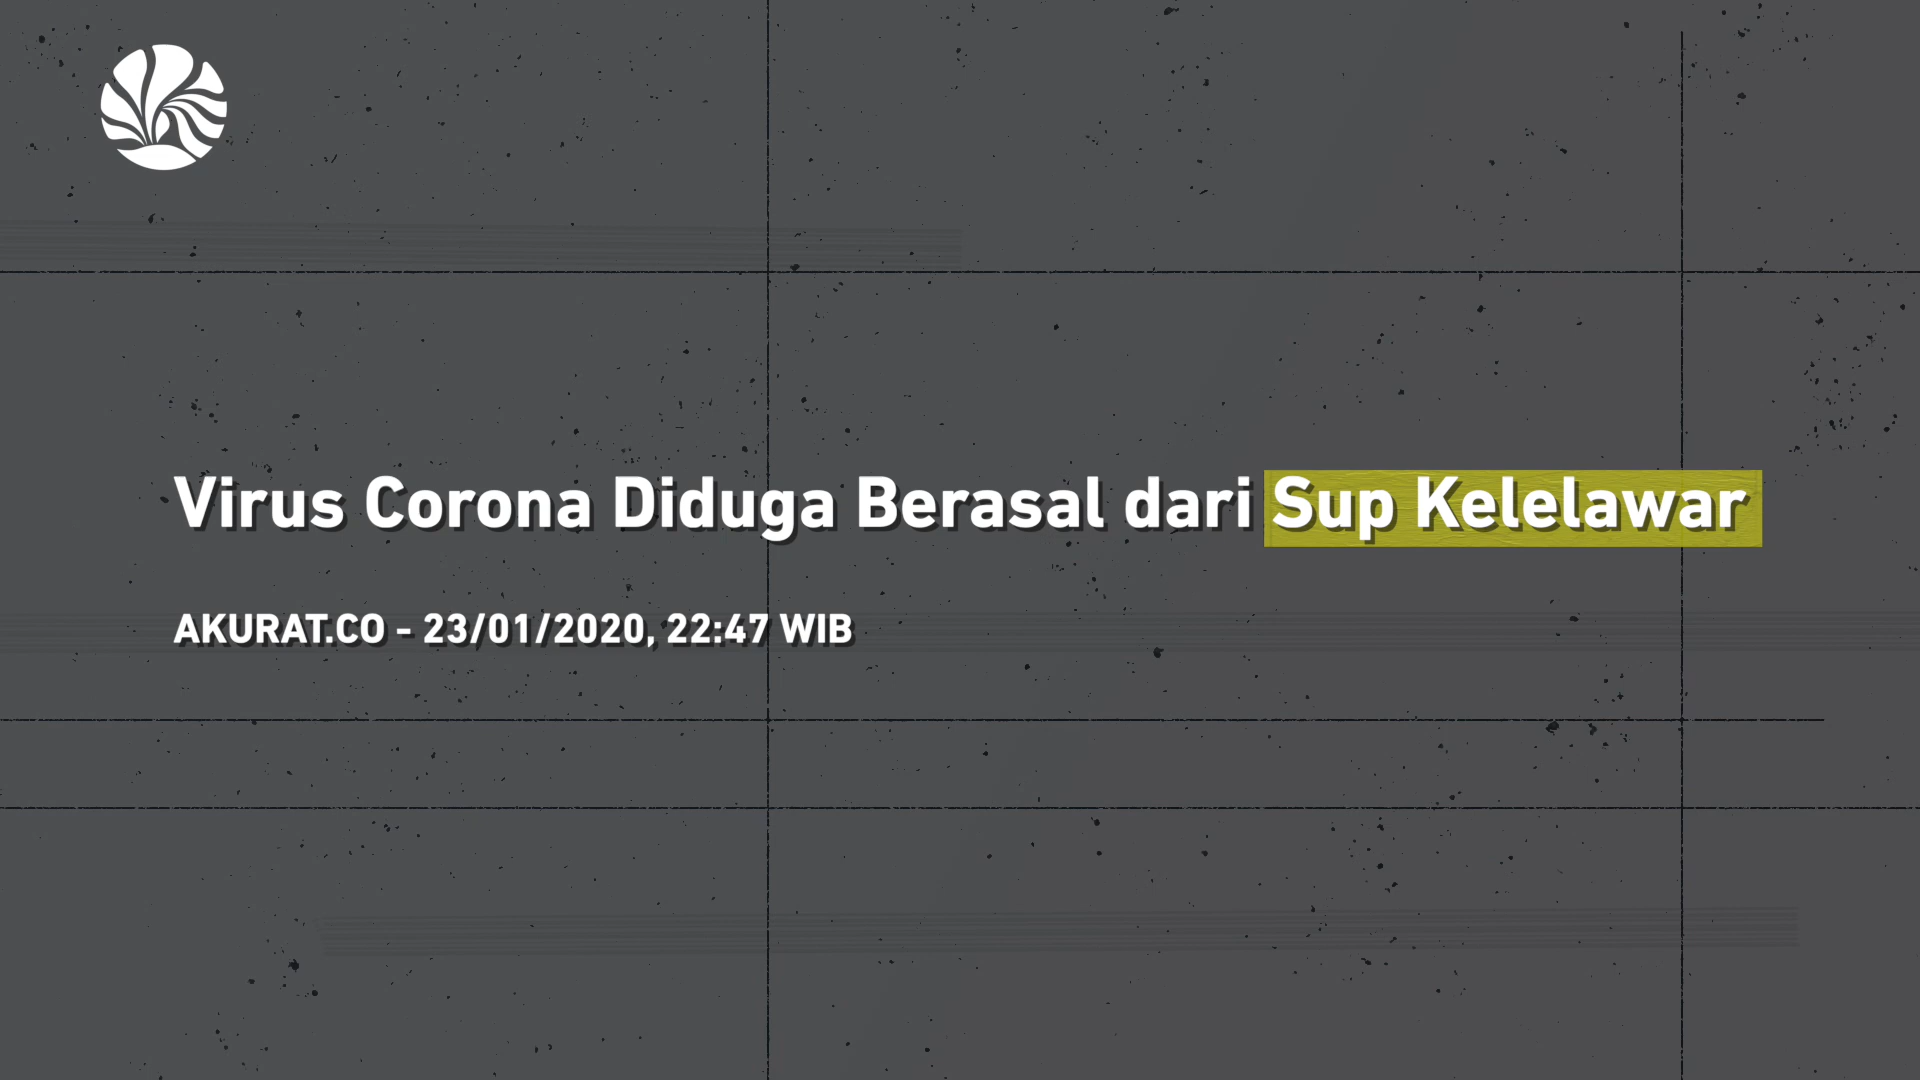 Virus Corona Diduga Berasal dari Sup Kelelawar
AKURAT.CO - 23/01/2020, 22:47 WIB